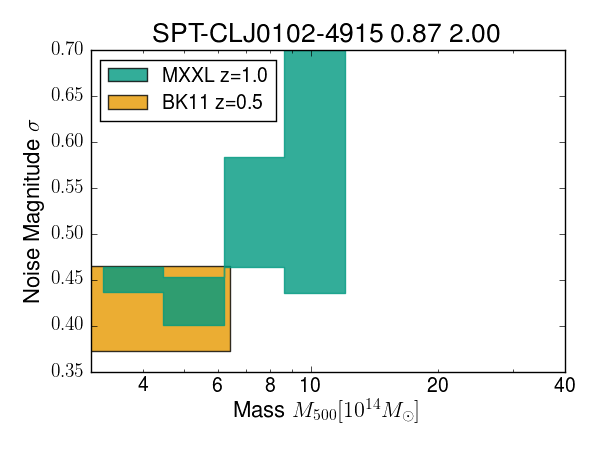 SPT-CLJ0102-4915 0.87 2.00
0.70
0.65
0.60
0.55
0.50
0.45
0.40
0.35
Noise Magnitude σ
MXXL z=1.0
BK11 z=0.5
4 6 8 10 20 40
Mass M₅₀₀[10¹⁴M☉]